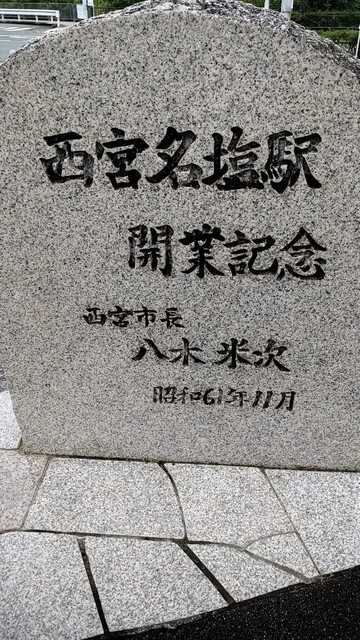 西宮名塩駅
開業記念
西宮市長
八木米次
昭和61年11月